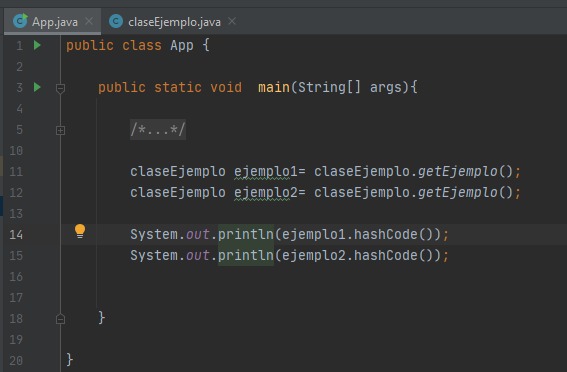 App.java × claseEjemplo.java ×
1 public class App {
2
3 public static void  main(String[] args){
4
5 /*...*/
10
11 claseEjemplo ejemplo1= claseEjemplo.getEjemplo();
12 claseEjemplo ejemplo2= claseEjemplo.getEjemplo();
13
14 System.out.println(ejemplo1.hashCode());
15 System.out.println(ejemplo2.hashCode());
16
17
18 }
19
20 }